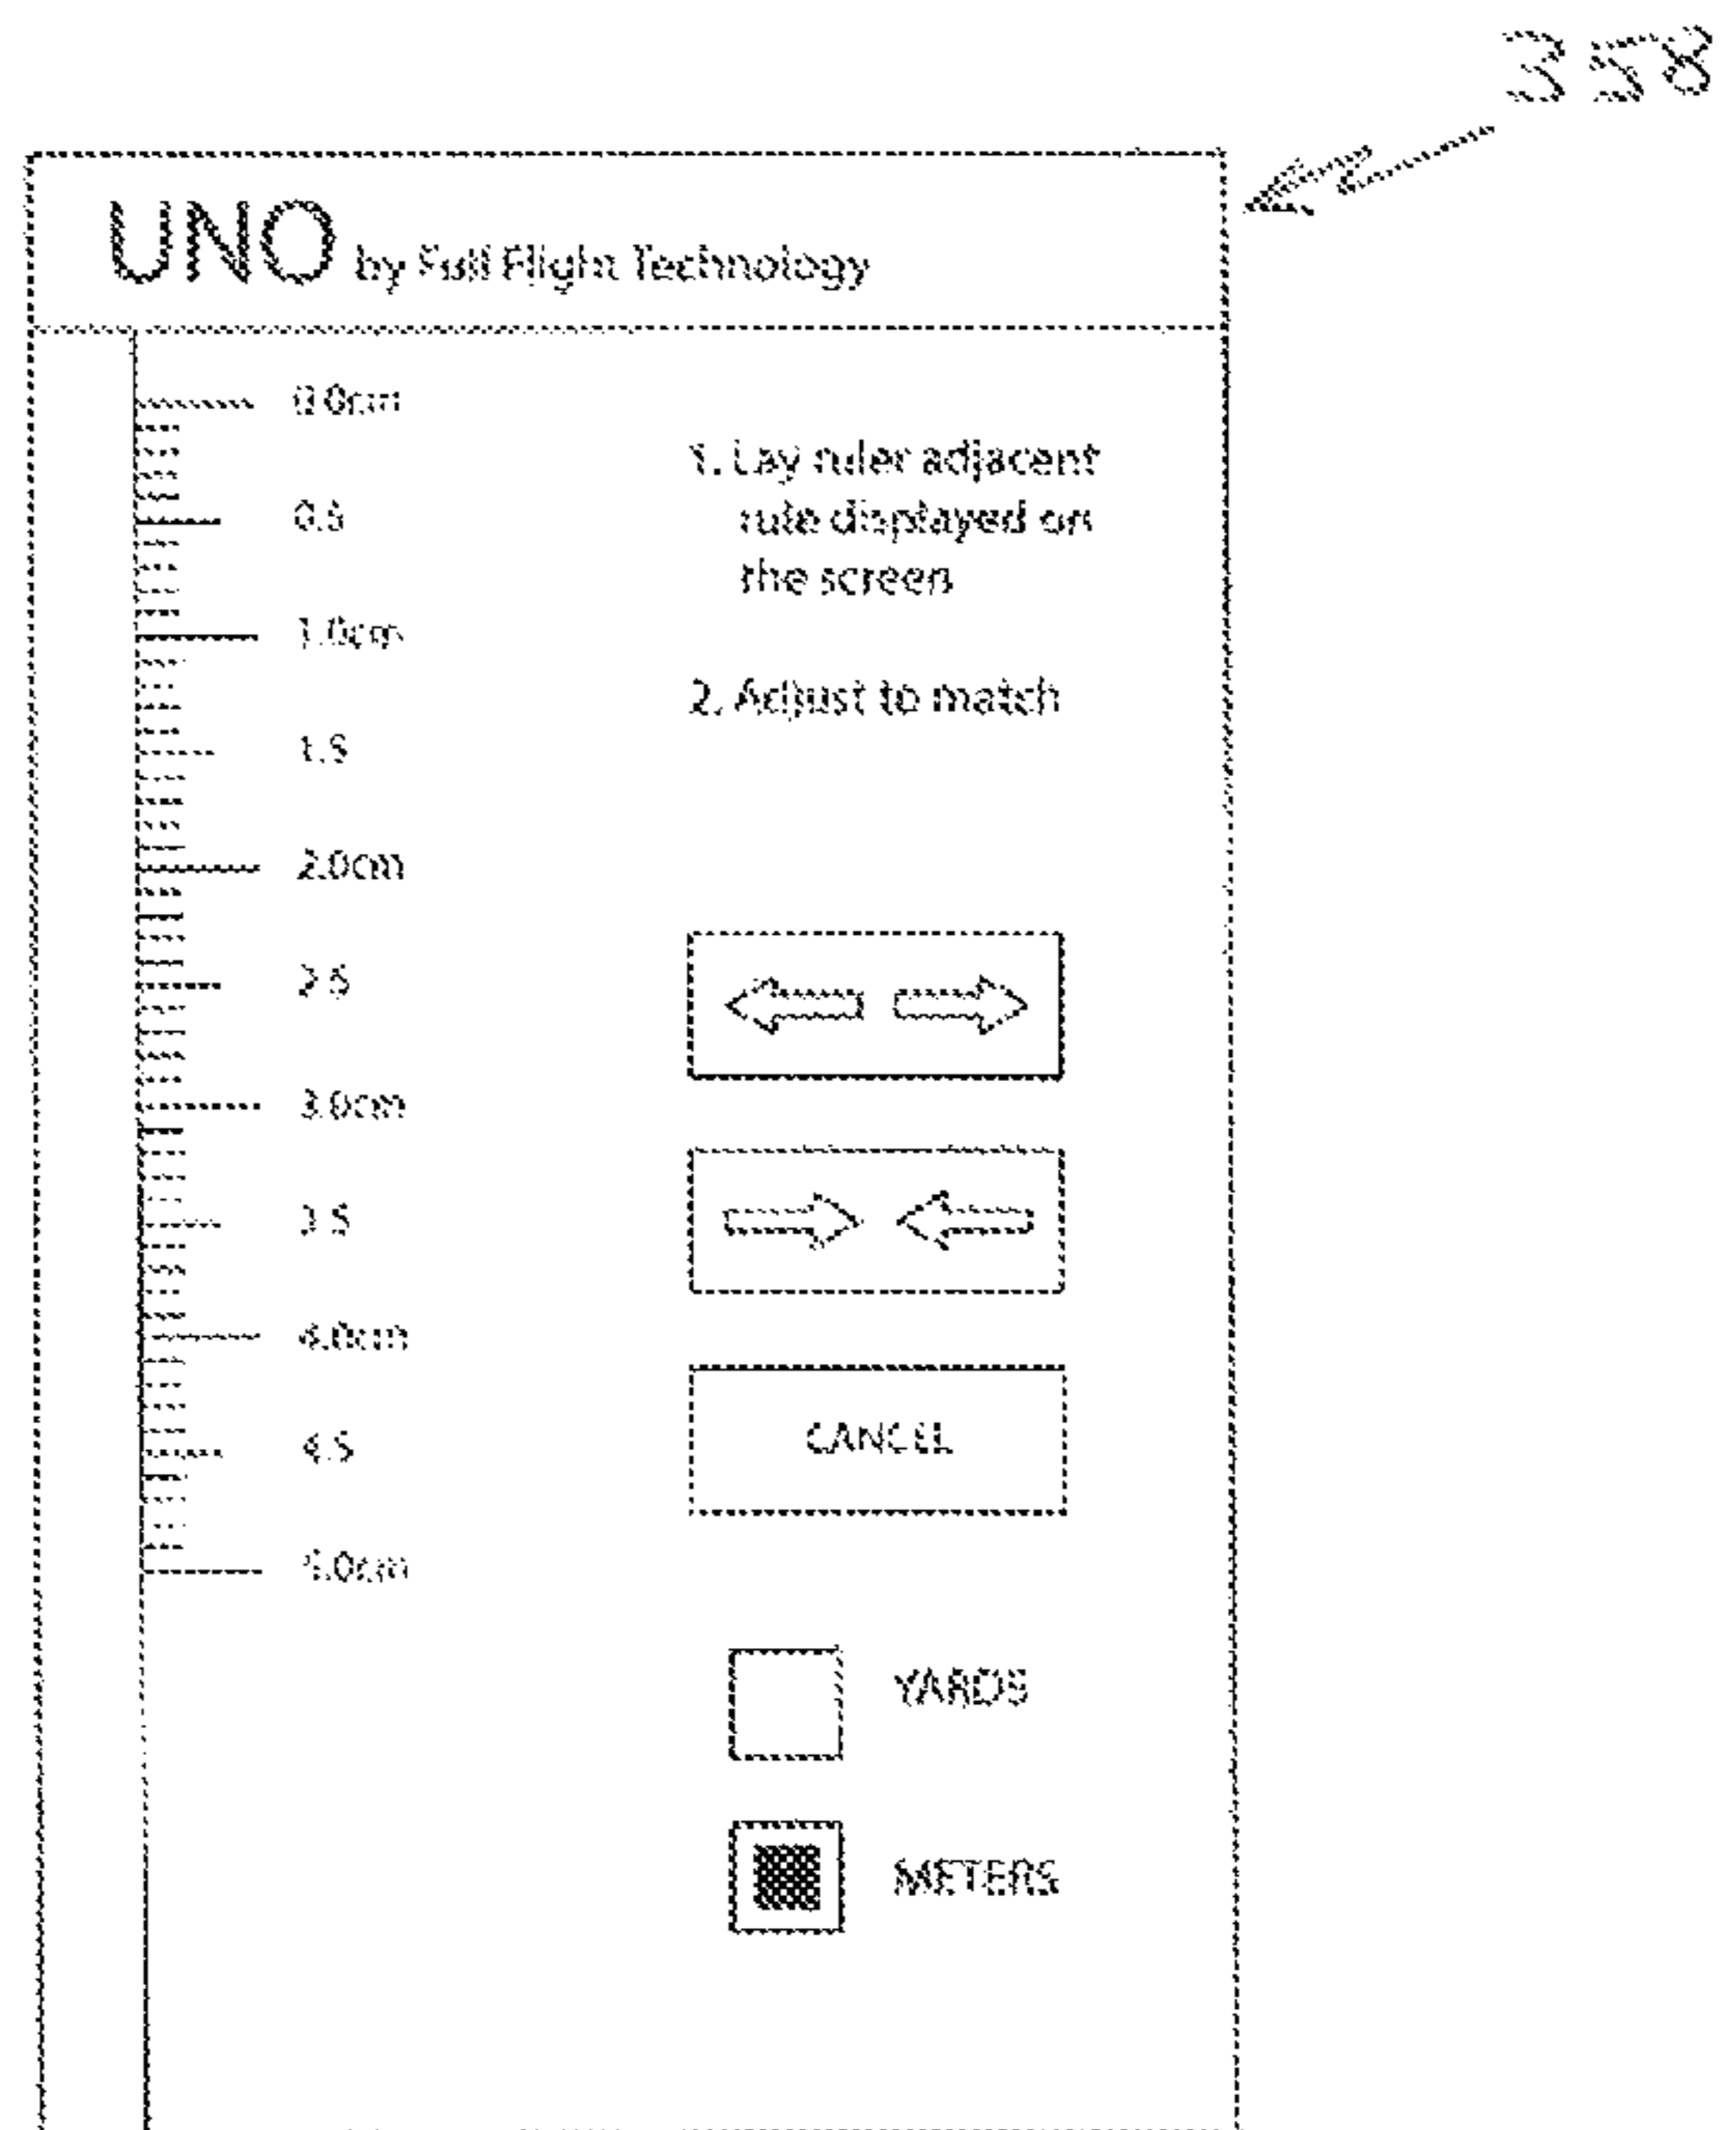 358
UNO by Full Flight Technology
0.0cm
0.5
1.0cm
1.5
2.0cm
2.5
3.0cm
3.5
4.0cm
4.5
5.0cm
1. Lay ruler adjacent
rule displayed on
the screen
2. Adjust to match
CANCEL
YARDS
METERS